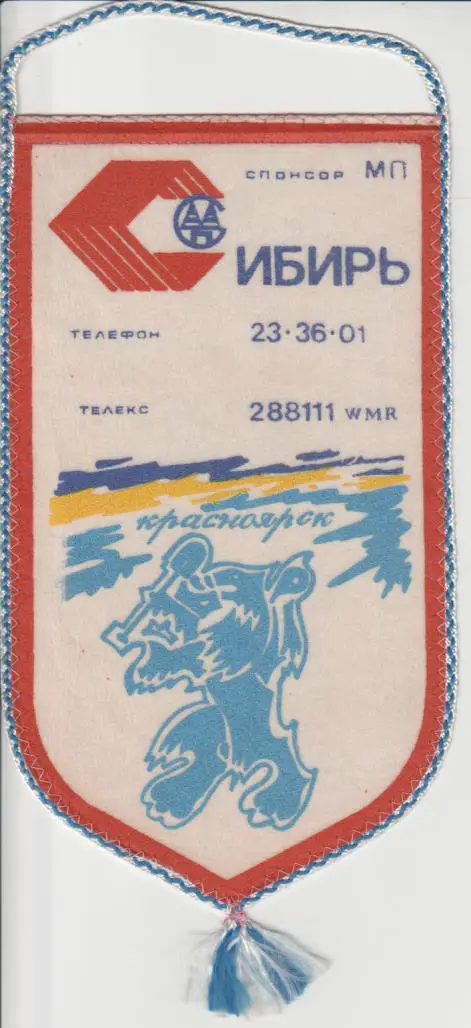 СПОНСОР МП
СИБИРЬ
ТЕЛЕФОН 23·36·01
ТЕЛЕКС 288111 WMR
красноярск